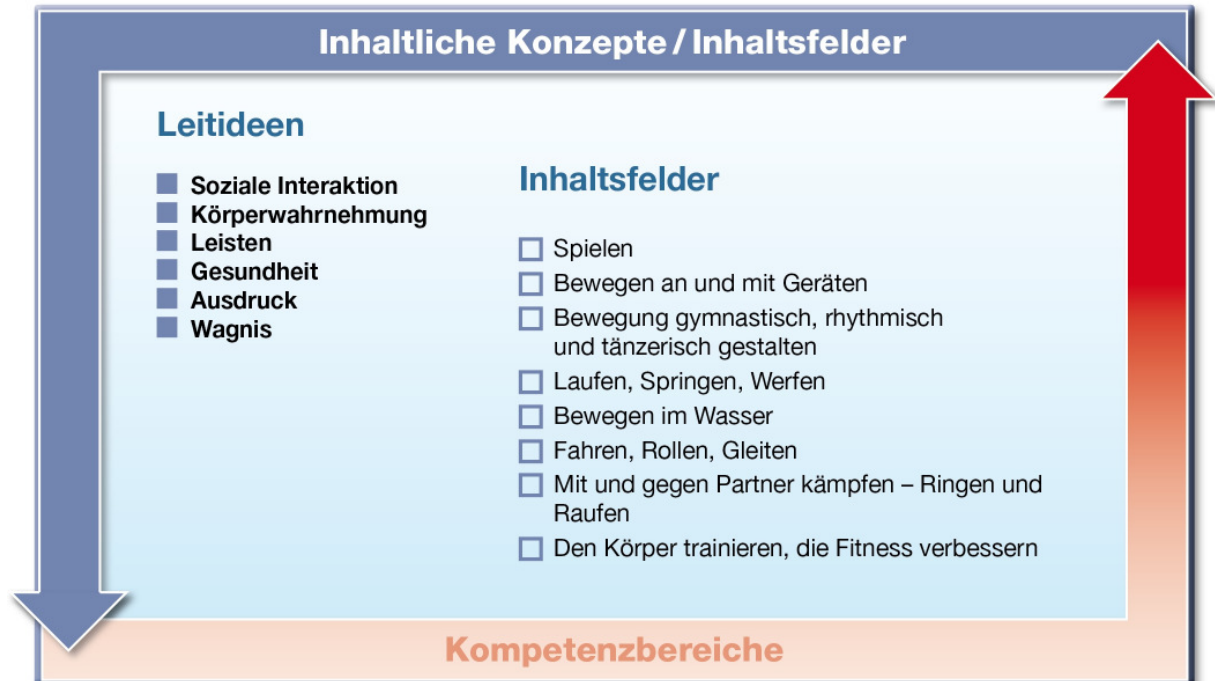 Inhaltliche Konzepte / Inhaltsfelder
Leitideen
Soziale Interaktion
Körperwahrnehmung
Leisten
Gesundheit
Ausdruck
Wagnis
Inhaltsfelder
Spielen
Bewegen an und mit Geräten
Bewegung gymnastisch, rhythmisch
und tänzerisch gestalten
Laufen, Springen, Werfen
Bewegen im Wasser
Fahren, Rollen, Gleiten
Mit und gegen Partner kämpfen – Ringen und
Raufen
Den Körper trainieren, die Fitness verbessern
Kompetenzbereiche